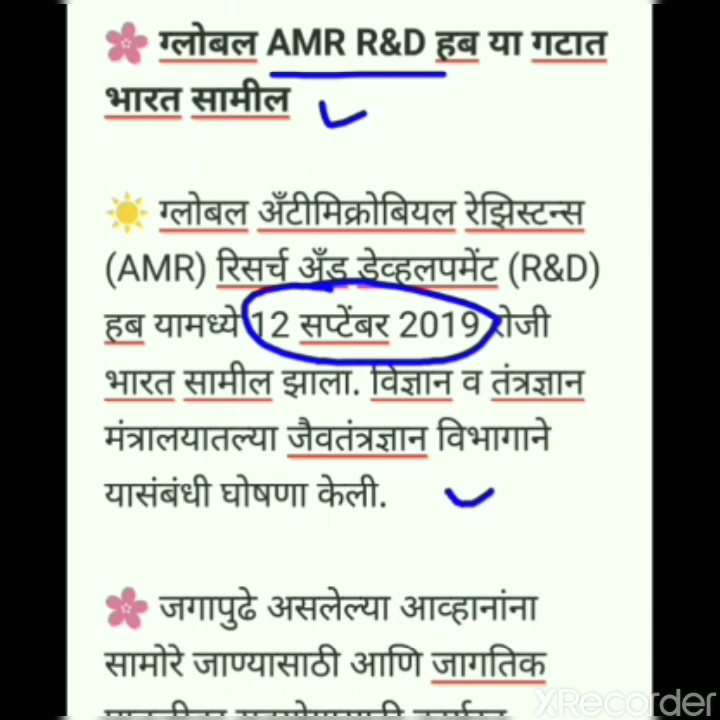 ग्लोबल AMR R&D हब या गटात
भारत सामील
ग्लोबल अँटीमिक्रोबियल रेझिस्टन्स
(AMR) रिसर्च अँड डेव्हलपमेंट (R&D)
हब यामध्ये 12 सप्टेंबर 2019 रोजी
भारत सामील झाला. विज्ञान व तंत्रज्ञान
मंत्रालयातल्या जैवतंत्रज्ञान विभागाने
यासंबंधी घोषणा केली.
जगापुढे असलेल्या आव्हानांना
सामोरे जाण्यासाठी आणि जागतिक
XRecorder